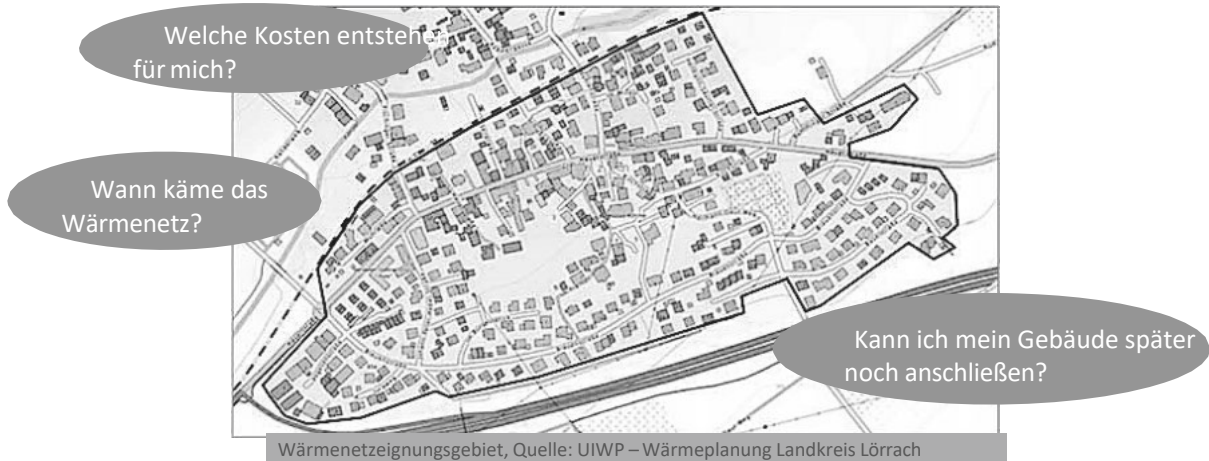 Welche Kosten entstehen
für mich?
Wann käme das
Wärmenetz?
Kann ich mein Gebäude später
noch anschließen?
Wärmenetzeignungsgebiet, Quelle: UIWP – Wärmeplanung Landkreis Lörrach